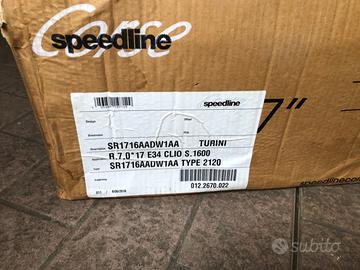 Corse
speedline
7"
speedline
SR1716AADW1AA TURINI
R.7.0"17 E34 CLIO S.1600
SR1716AADW1AA TYPE 2120
012.2670.022
speedlinecor
subito